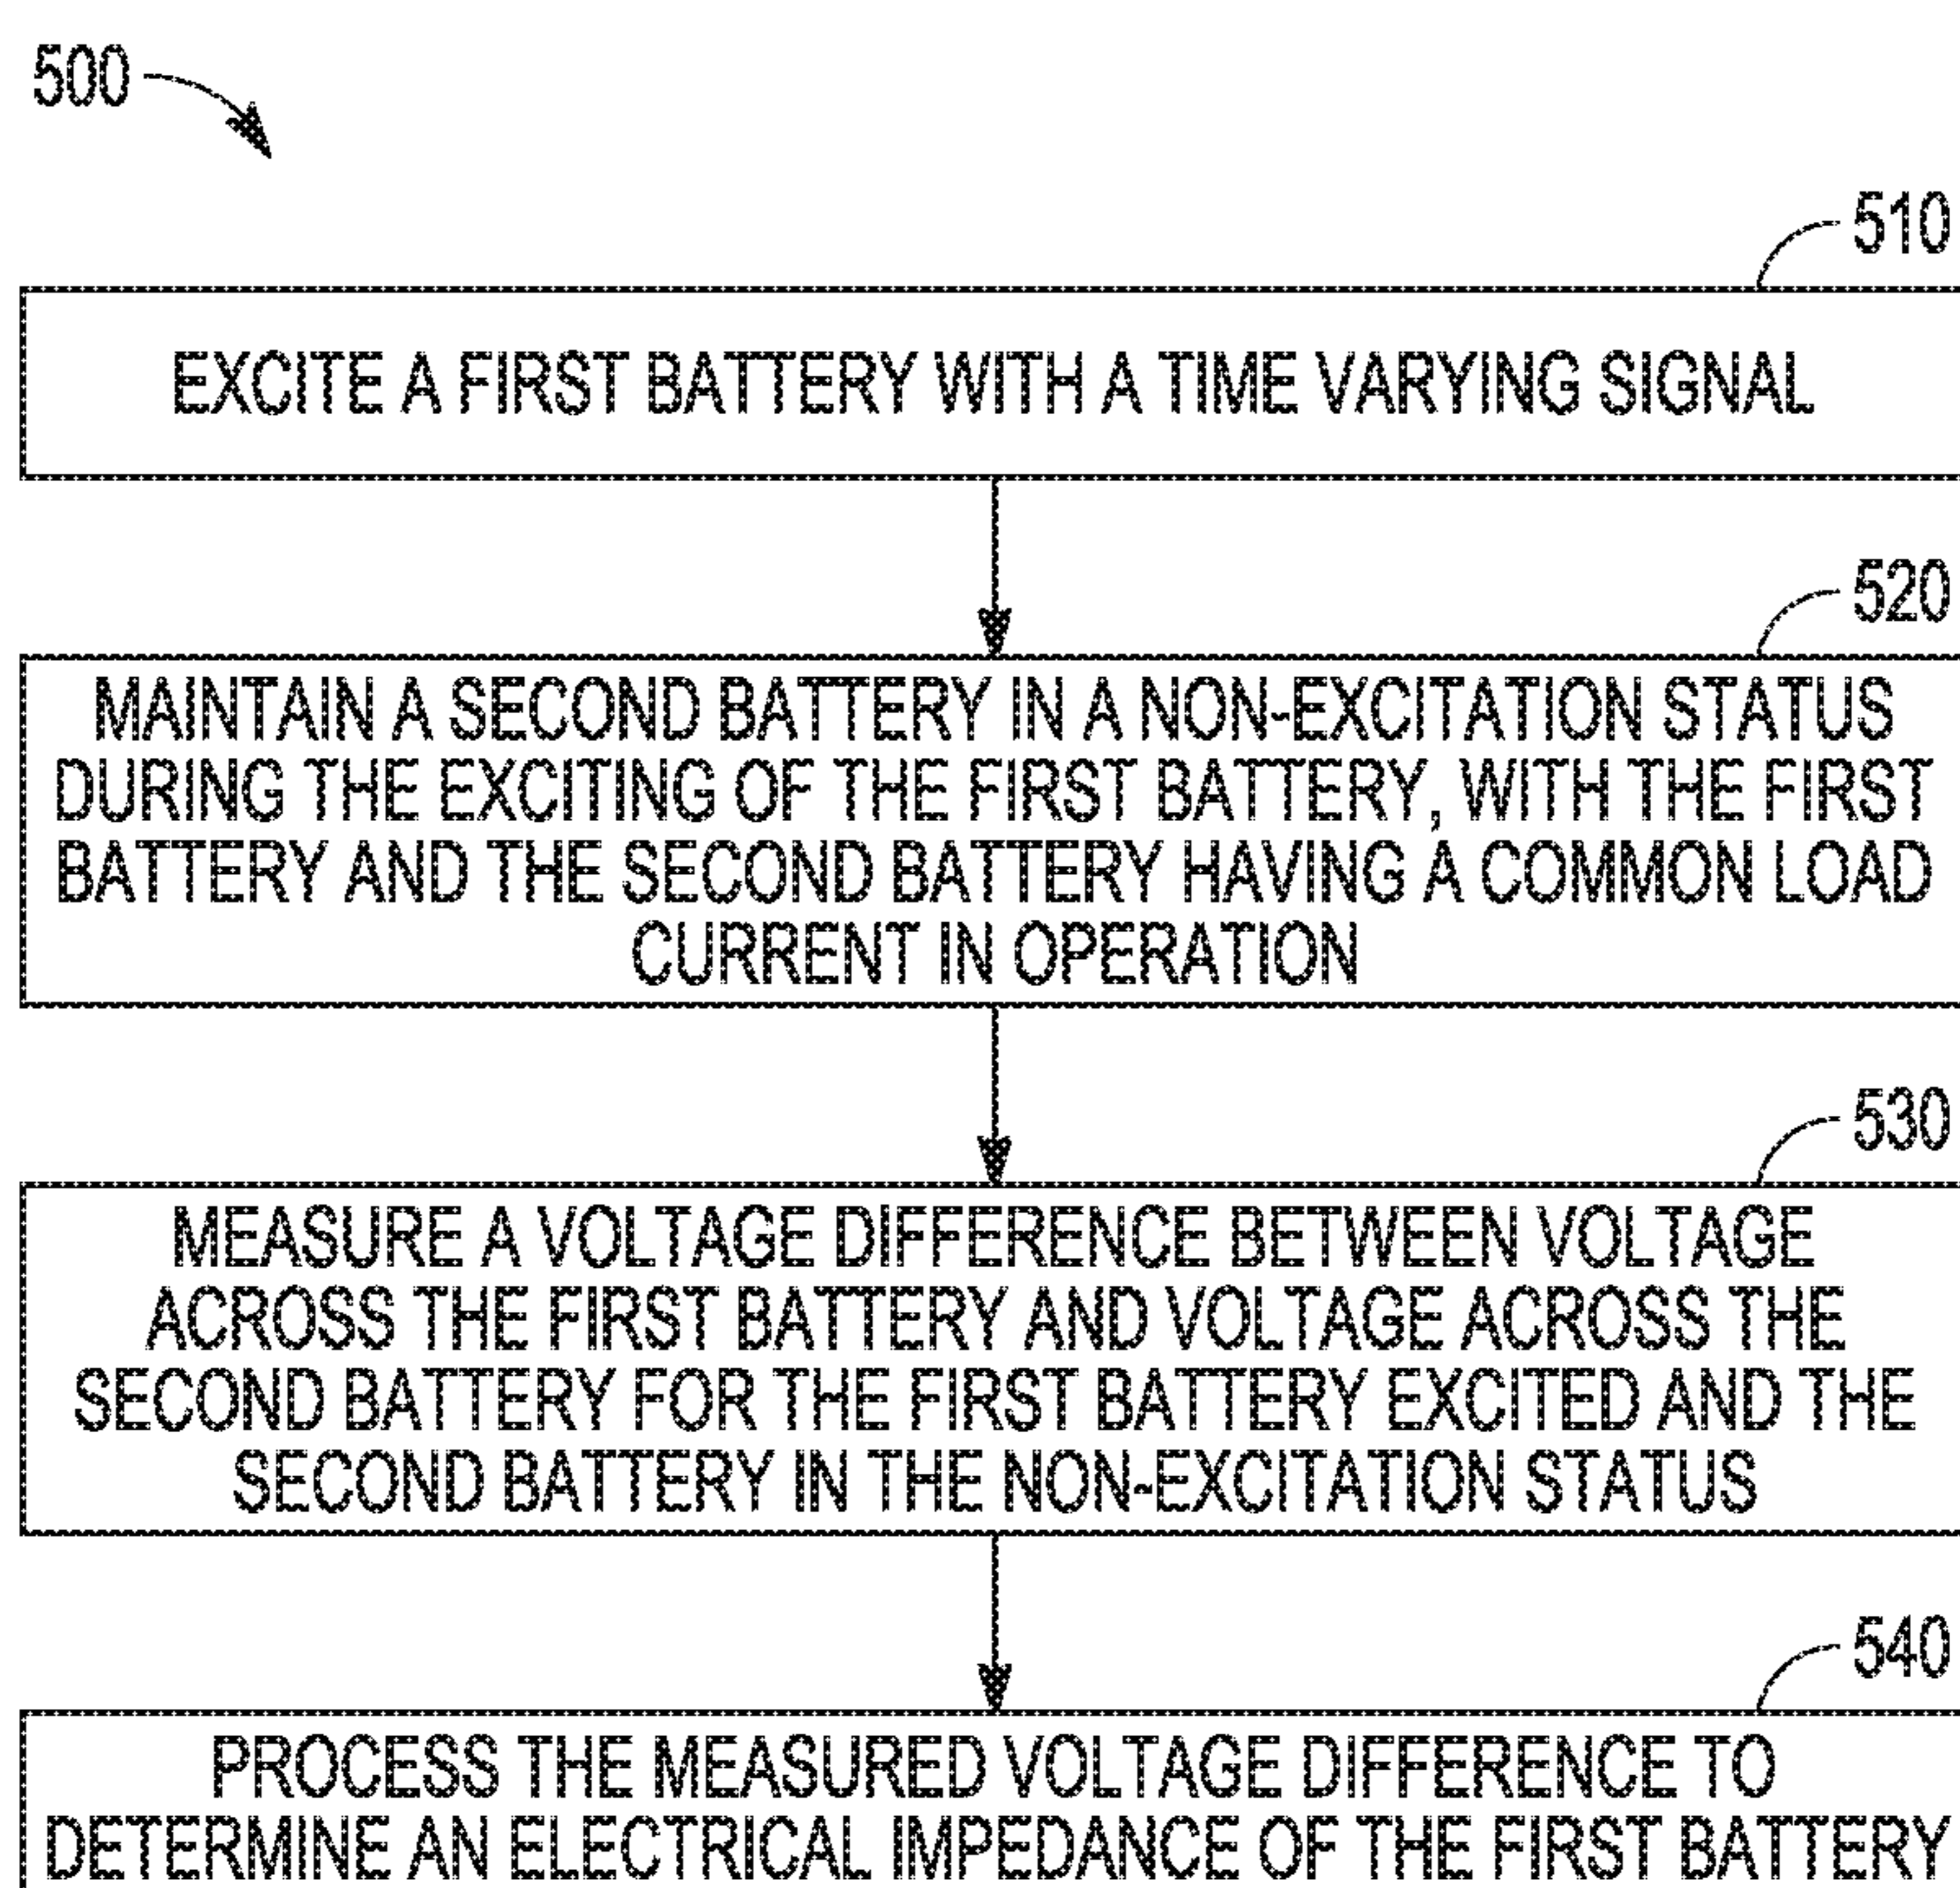 500
510
EXCITE A FIRST BATTERY WITH A TIME VARYING SIGNAL
520
MAINTAIN A SECOND BATTERY IN A NON-EXCITATION STATUS
DURING THE EXCITING OF THE FIRST BATTERY, WITH THE FIRST
BATTERY AND THE SECOND BATTERY HAVING A COMMON LOAD
CURRENT IN OPERATION
530
MEASURE A VOLTAGE DIFFERENCE BETWEEN VOLTAGE
ACROSS THE FIRST BATTERY AND VOLTAGE ACROSS THE
SECOND BATTERY FOR THE FIRST BATTERY EXCITED AND THE
SECOND BATTERY IN THE NON-EXCITATION STATUS
540
PROCESS THE MEASURED VOLTAGE DIFFERENCE TO
DETERMINE AN ELECTRICAL IMPEDANCE OF THE FIRST BATTERY